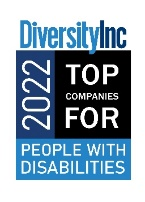 DiversityInc
2022
TOP
COMPANIES
FOR
PEOPLE WITH
DISABILITIES